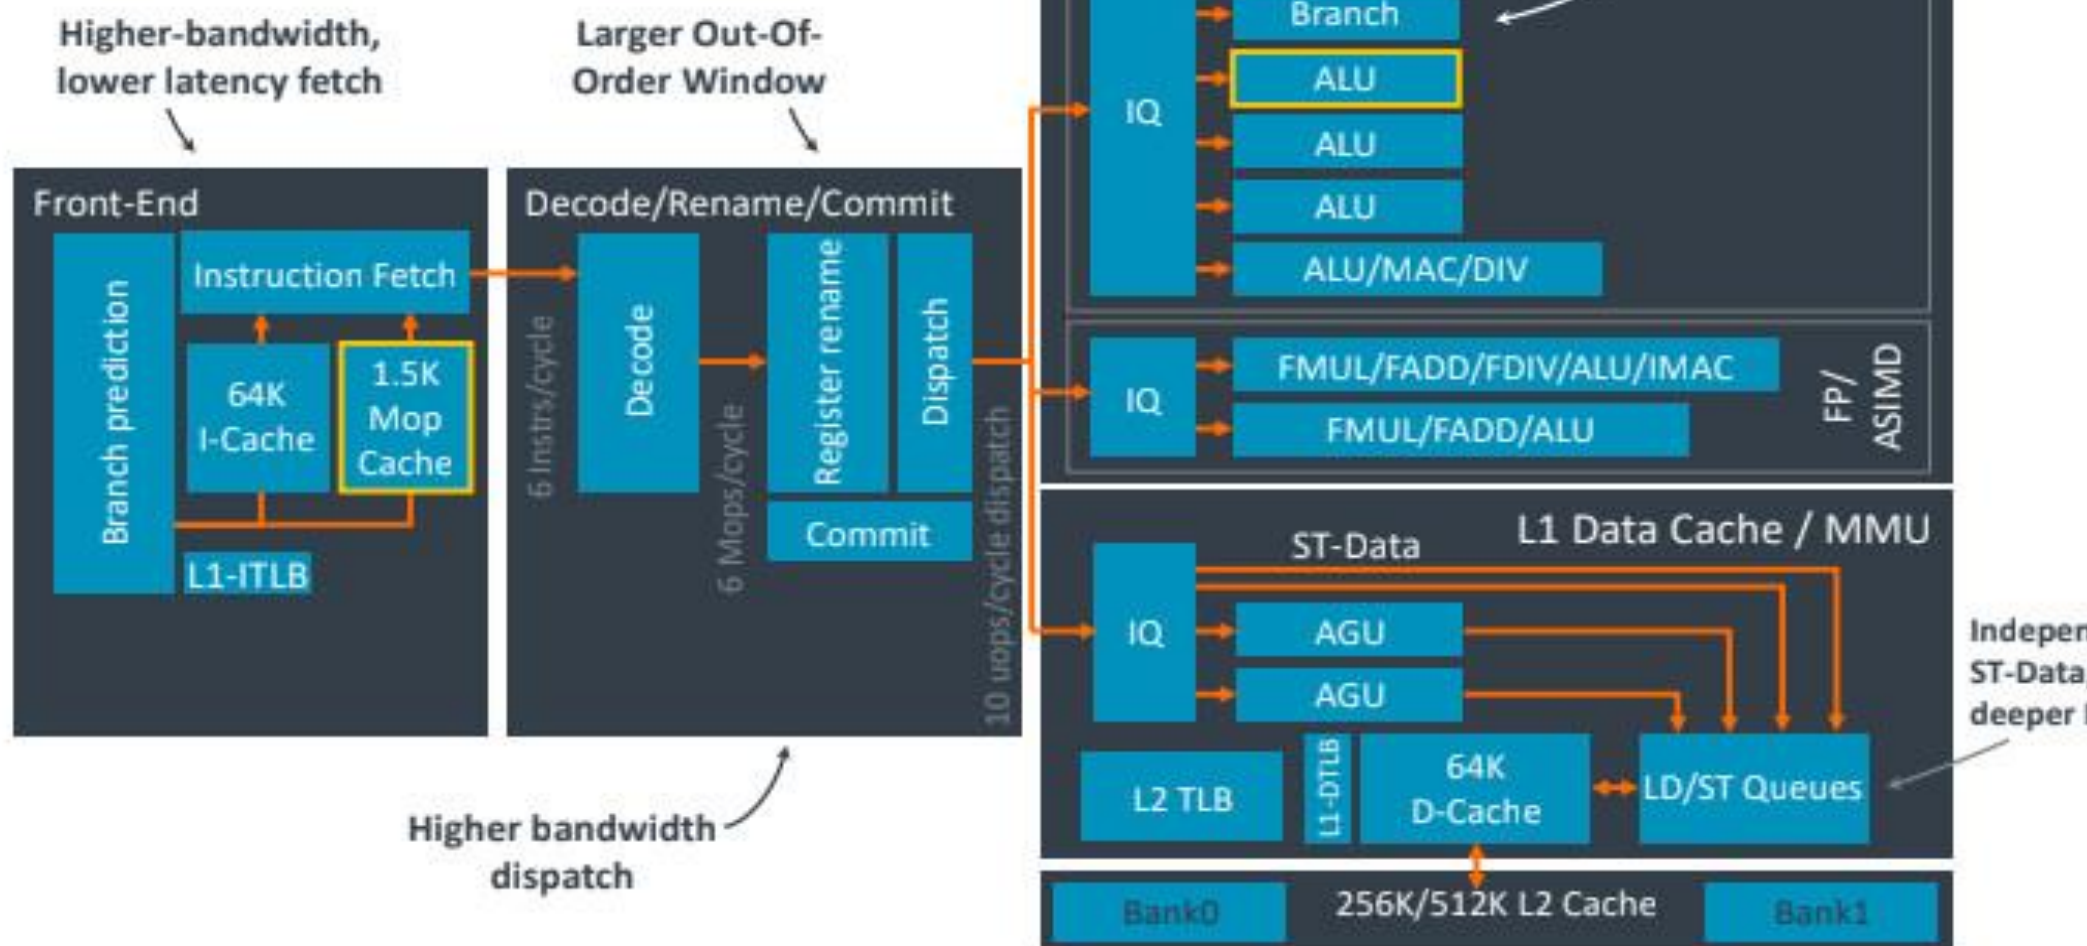 Higher-bandwidth,
lower latency fetch
Larger Out-Of-
Order Window
Front-End
Branch prediction
Instruction Fetch
64K
I-Cache
1.5K
Mop
Cache
L1-ITLB
Decode/Rename/Commit
6 Instrs/cycle
Decode
6 Mops/cycle
Register rename
Dispatch
Commit
10 uops/cycle dispatch
Higher bandwidth
dispatch
IQ
Branch
ALU
ALU
ALU
ALU/MAC/DIV
IQ
FMUL/FADD/FDIV/ALU/IMAC
FMUL/FADD/ALU
FP/
ASIMD
L1 Data Cache / MMU
ST-Data
IQ
AGU
AGU
L2 TLB
L1-DTLB
64K
D-Cache
LD/ST Queues
Indepen
ST-Data,
deeper
256K/512K L2 Cache
Bank0
Bank1